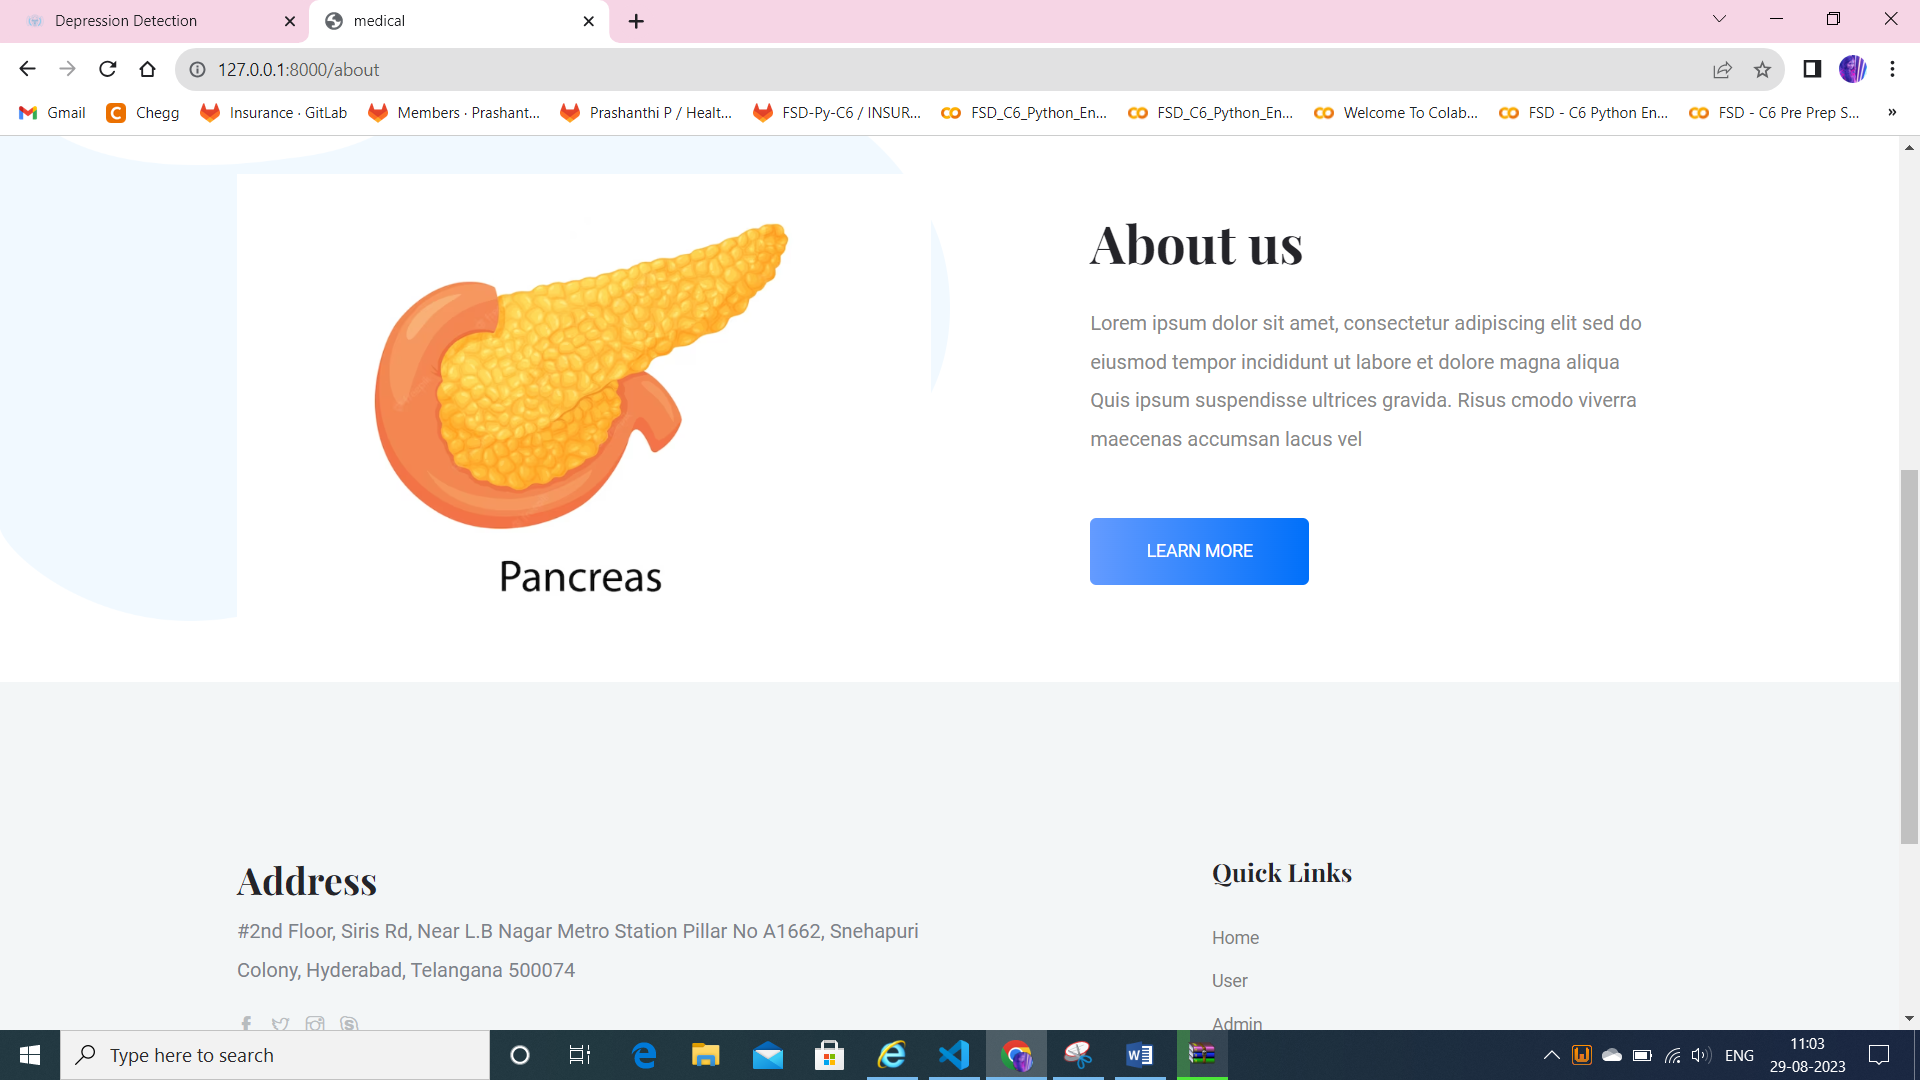 Depression Detection
medical
127.0.0.1:8000/about
Gmail
Chegg
Insurance · GitLab
Members · Prashant...
Prashanthi P / Healt...
FSD-Py-C6 / INSUR...
FSD_C6_Python_En...
FSD_C6_Python_En...
Welcome To Colab...
FSD - C6 Python En...
FSD - C6 Pre Prep S...
»
Pancreas
About us
Lorem ipsum dolor sit amet, consectetur adipiscing elit sed do
eiusmod tempor incididunt ut labore et dolore magna aliqua
Quis ipsum suspendisse ultrices gravida. Risus cmodo viverra
maecenas accumsan lacus vel
LEARN MORE
Address
#2nd Floor, Siris Rd, Near L.B Nagar Metro Station Pillar No A1662, Snehapuri
Colony, Hyderabad, Telangana 500074
Quick Links
Home
User
Admin
Type here to search
ENG
11:03
29-08-2023